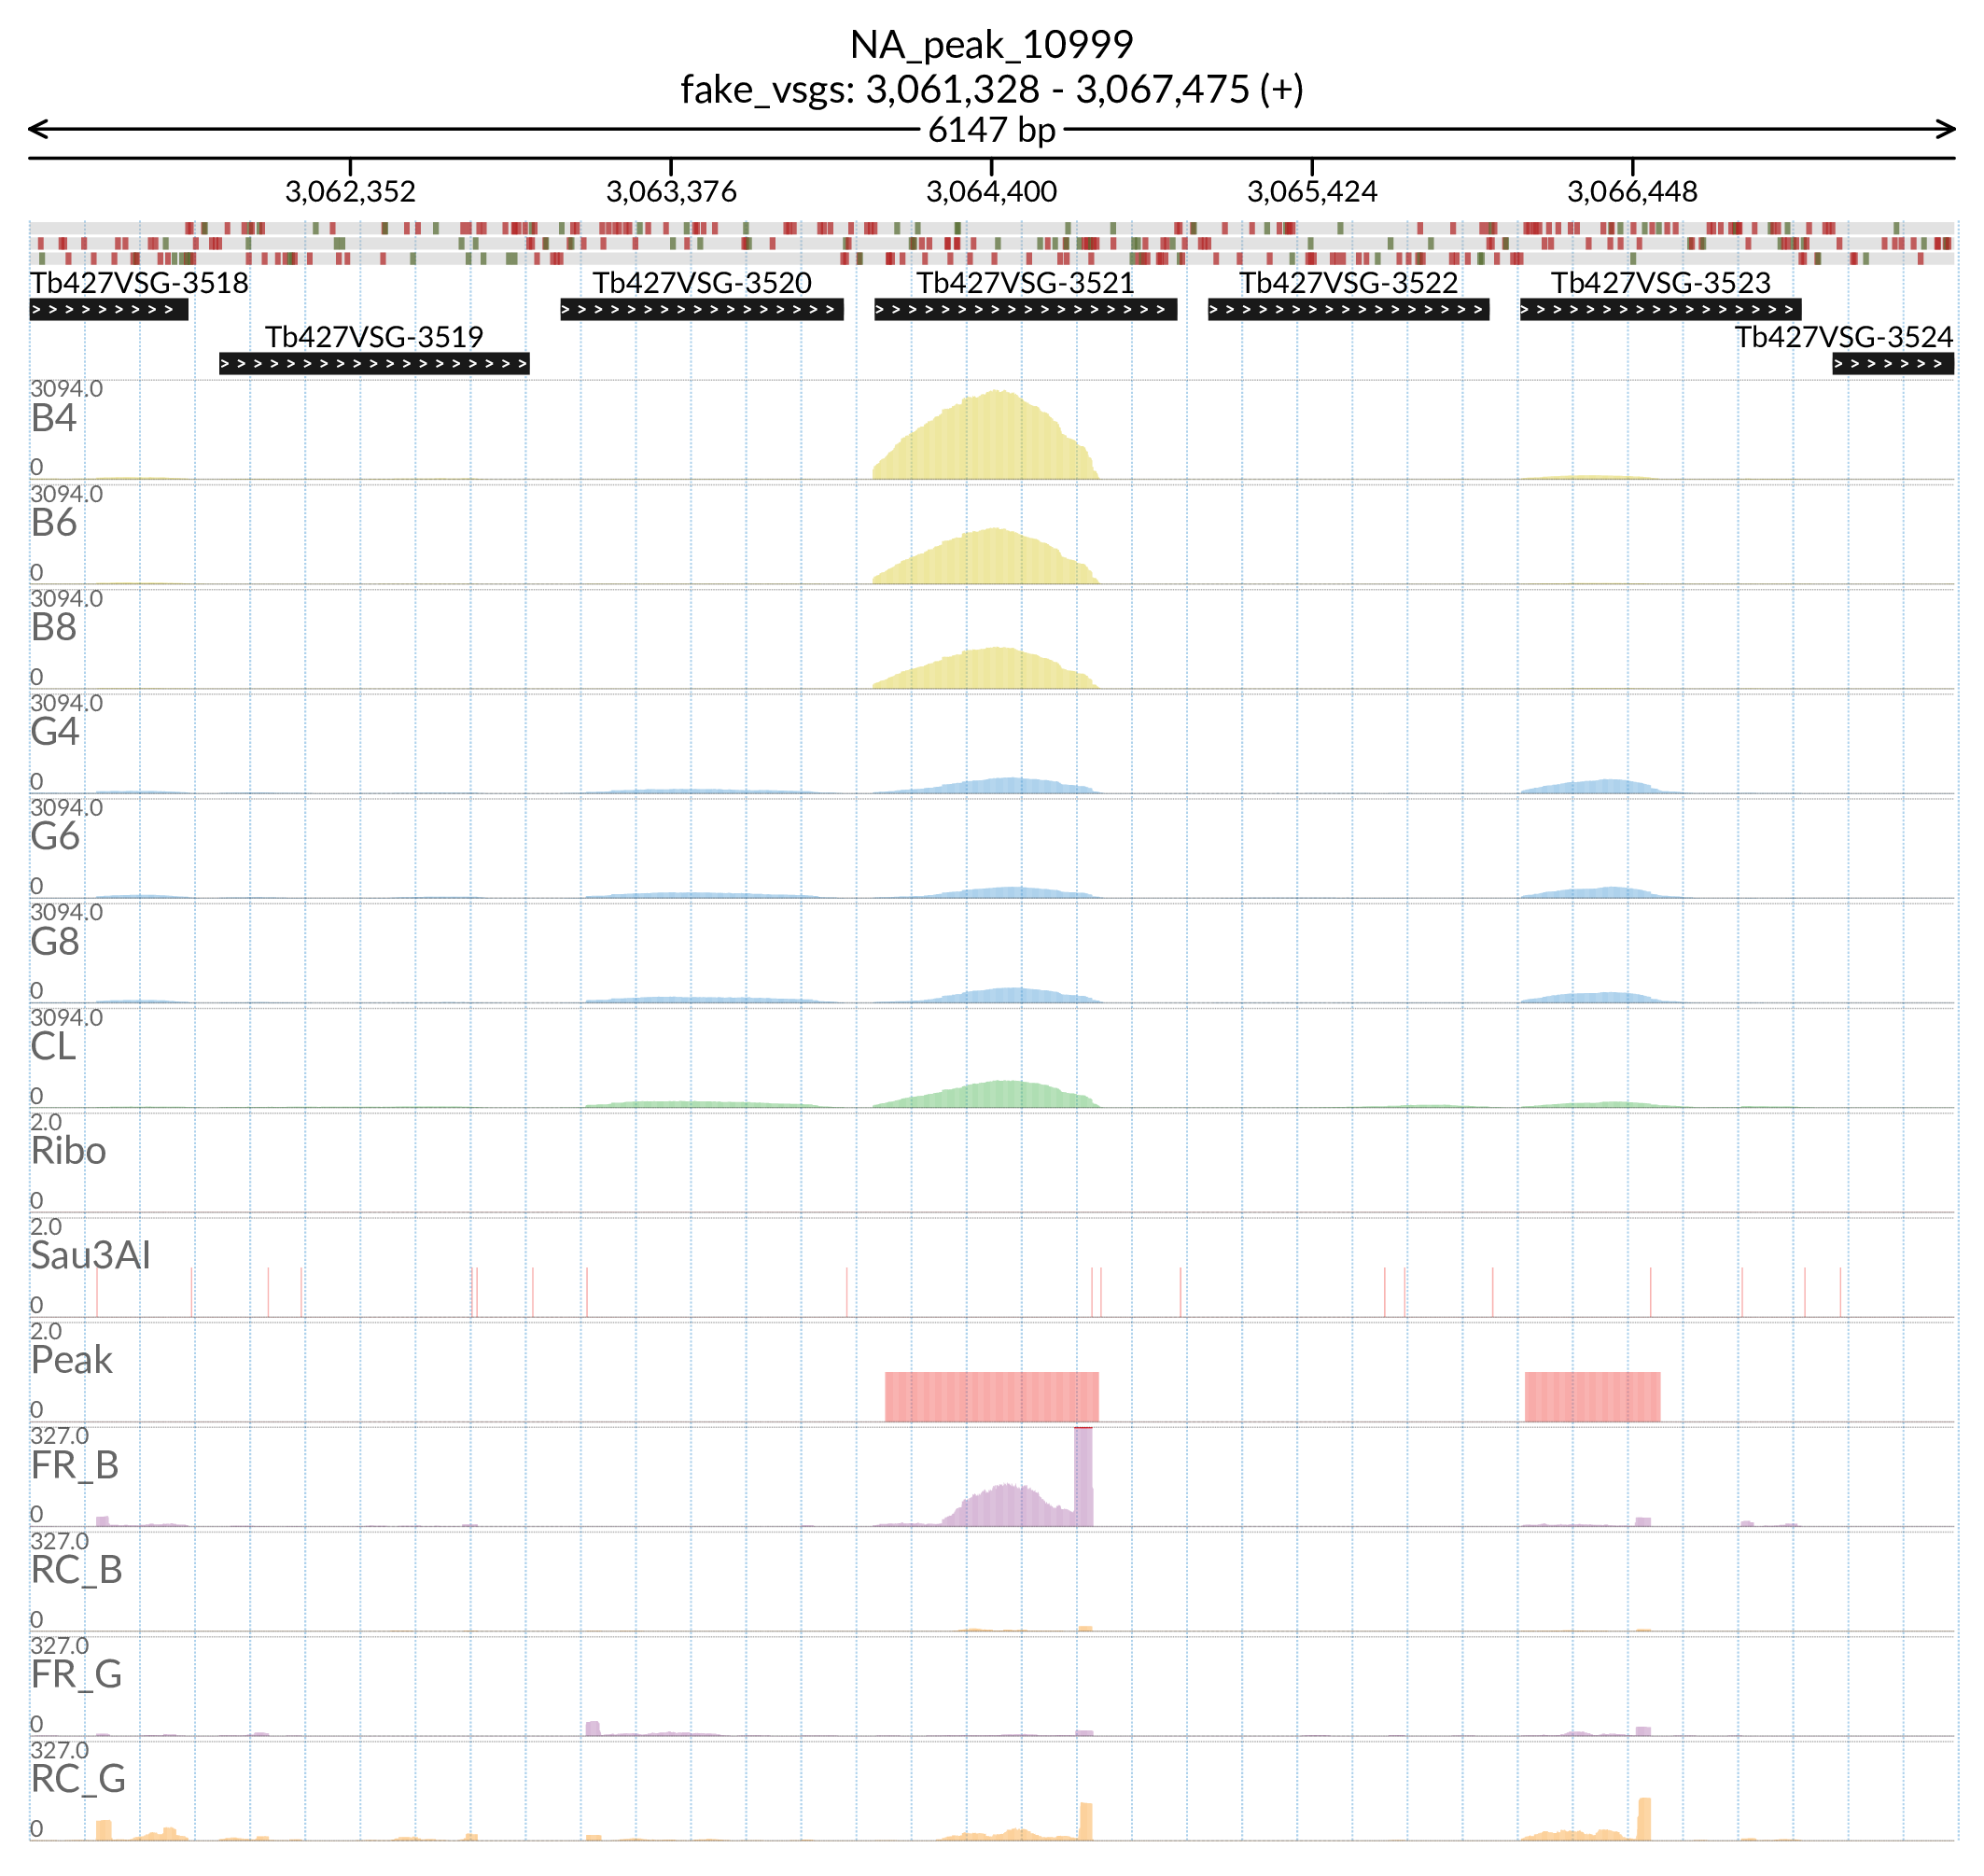 NA_peak_10999
fake_vsgs: 3,061,328 - 3,067,475 (+)
6147 bp
3,062,352 3,063,376 3,064,400 3,065,424 3,066,448
Tb427VSG-3518 Tb427VSG-3520 Tb427VSG-3521 Tb427VSG-3522 Tb427VSG-3523
Tb427VSG-3519 Tb427VSG-3524
3094.0
B4
0
3094.0
B6
0
3094.0
B8
0
3094.0
G4
0
3094.0
G6
0
3094.0
G8
0
3094.0
CL
0
2.0
Ribo
0
2.0
Sau3AI
0
2.0
Peak
0
327.0
FR_B
0
327.0
RC_B
0
327.0
FR_G
0
327.0
RC_G
0